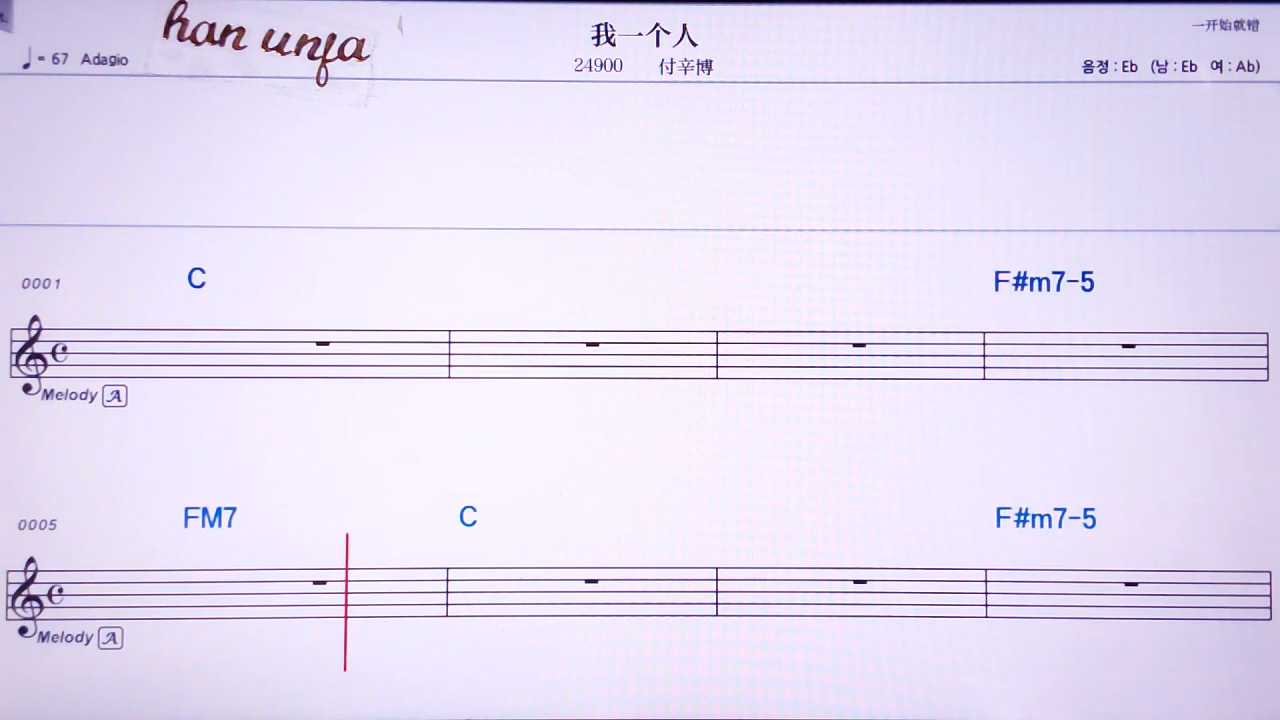 han unfa
我一个人
一开始就错
♩= 67 Adagio
24900 付辛博
음정 : Eb (남 : Eb 여 : Ab)
0001 C F#m7-5
Melody A
0005 FM7 C F#m7-5
Melody A